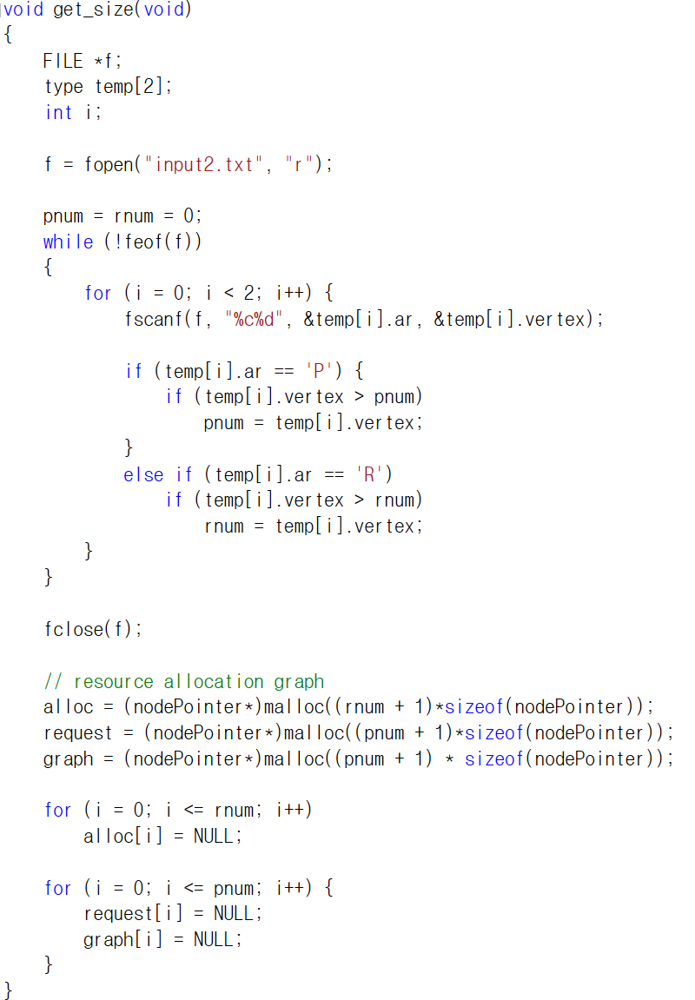 void get_size(void)
{
    FILE *f;
    type temp[2];
    int i;

    f = fopen("input2.txt", "r");

    pnum = rnum = 0;
    while (!feof(f))
    {
        for (i = 0; i < 2; i++) {
            fscanf(f, "%c%d", &temp[i].ar, &temp[i].vertex);

            if (temp[i].ar == 'P') {
                if (temp[i].vertex > pnum)
                    pnum = temp[i].vertex;
            }
            else if (temp[i].ar == 'R')
                if (temp[i].vertex > rnum)
                    rnum = temp[i].vertex;
        }
    }

    fclose(f);

    // resource allocation graph
    alloc = (nodePointer*)malloc((rnum + 1)*sizeof(nodePointer));
    request = (nodePointer*)malloc((pnum + 1)*sizeof(nodePointer));
    graph = (nodePointer*)malloc((pnum + 1) * sizeof(nodePointer));

    for (i = 0; i <= rnum; i++)
        alloc[i] = NULL;

    for (i = 0; i <= pnum; i++) {
        request[i] = NULL;
        graph[i] = NULL;
    }
}